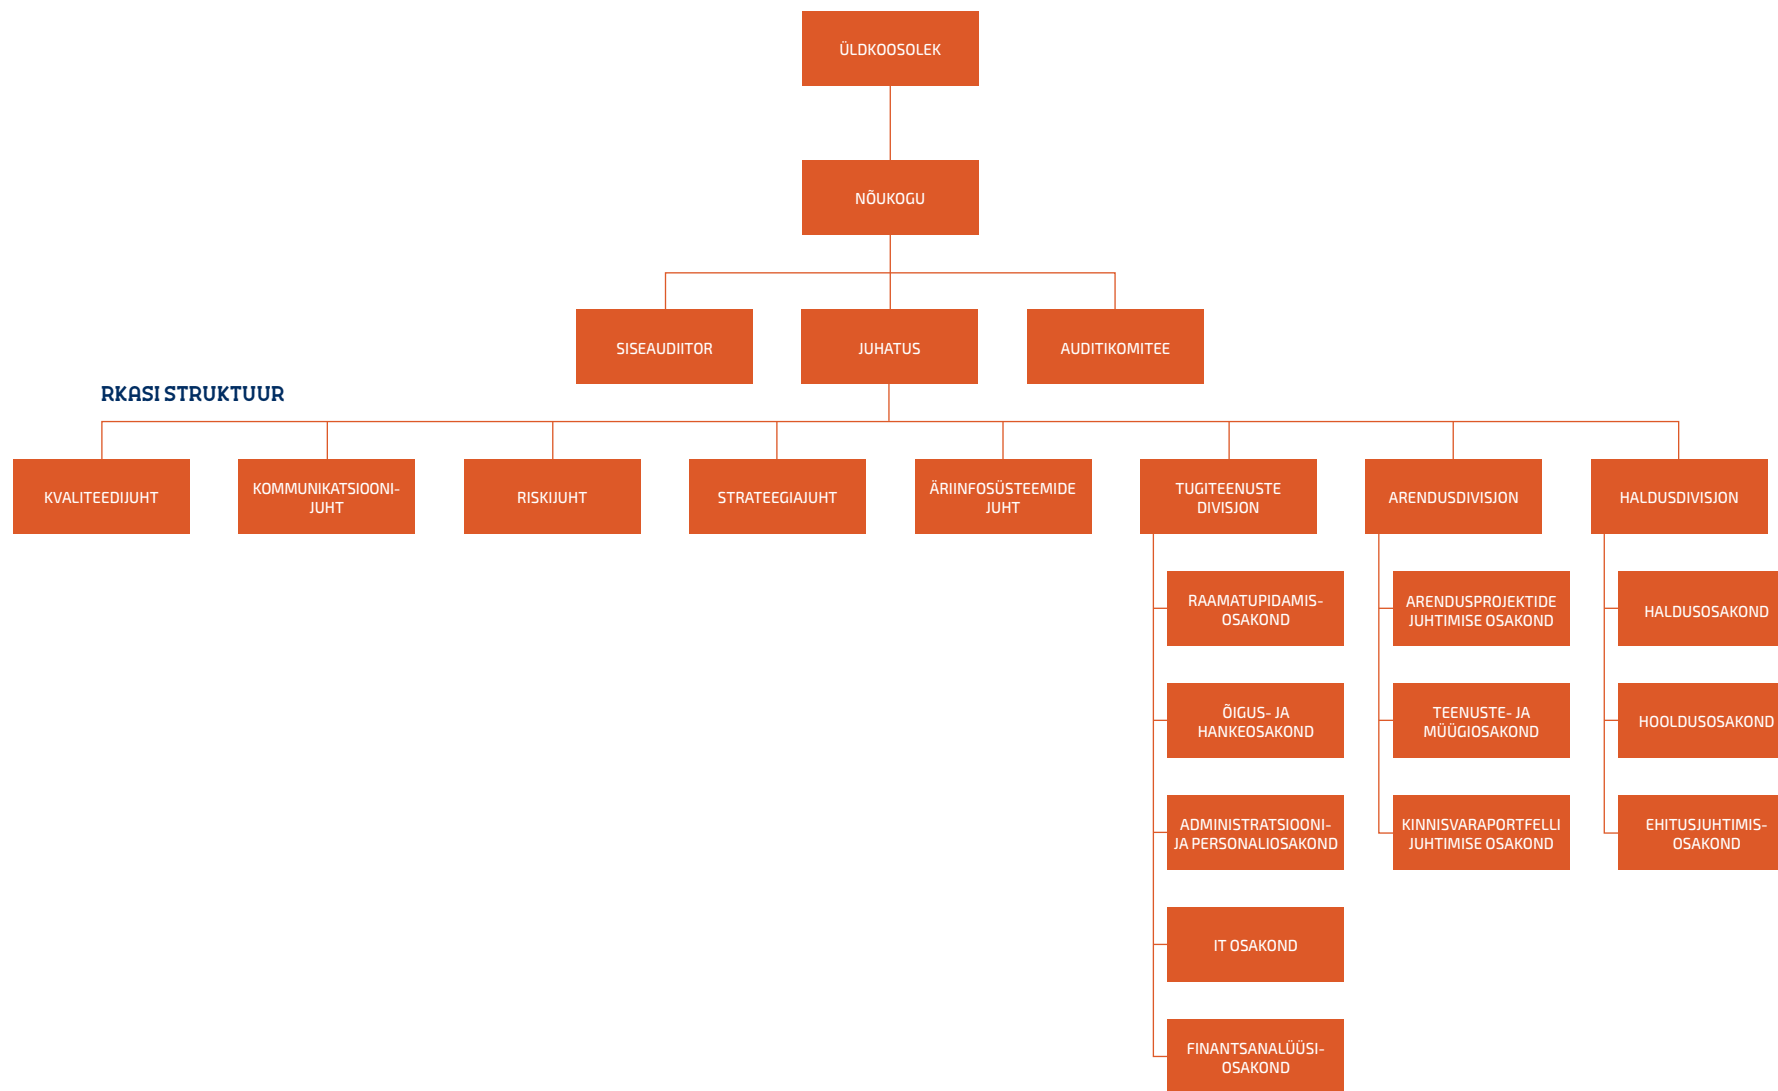 ÜLDKOOSOLEK
NÕUKOGU
SISEAUDIITOR
JUHATUS
AUDITIKOMITEE
RKASI STRUKTUUR
KVALITEEDIJUHT
KOMMUNIKATSIOONI-
JUHT
RISKIJUHT
STRATEEGIAJUHT
ÄRIINFOSÜSTEEMIDE
JUHT
TUGITEENUSTE
DIVISJON
ARENDUSDIVISJON
HALDUSDIVISJON
RAAMATUPIDAMIS-
OSAKOND
ÕIGUS- JA
HANKEOSAKOND
ADMINISTRATSIOONI-
JA PERSONALIOSAKOND
IT OSAKOND
FINANTSANALÜÜSI-
OSAKOND
ARENDUSPROJEKTIDE
JUHTIMISE OSAKOND
TEENUSTE- JA
MÜÜGIOSAKOND
KINNISVARAPORTFELLI
JUHTIMISE OSAKOND
HALDUSOSAKOND
HOOLDUSOSAKOND
EHITUSJUHTIMIS-
OSAKOND